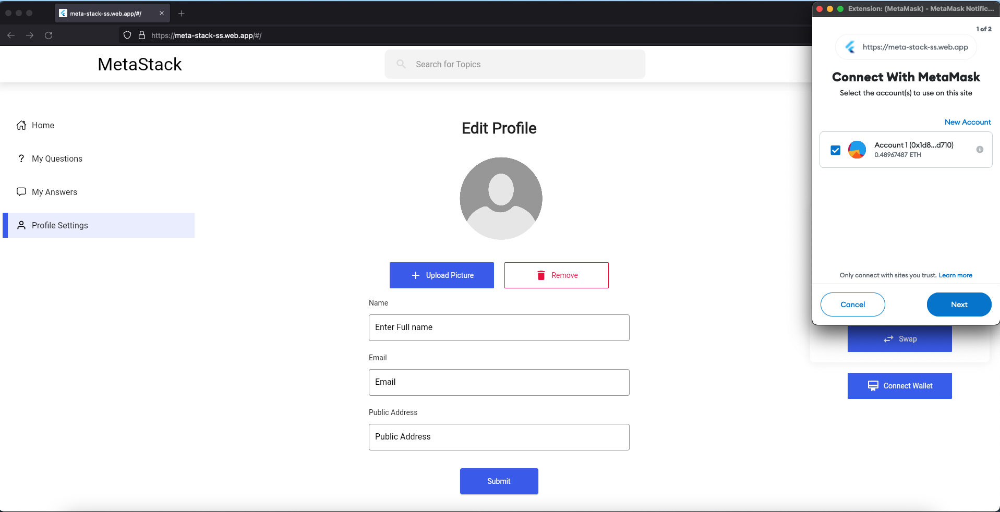 meta-stack-ss.web.app/#/
https://meta-stack-ss.web.app/#/
MetaStack
Search for Topics
Home
My Questions
My Answers
Profile Settings
Edit Profile
Upload Picture
Remove
Name
Enter Full name
Email
Email
Public Address
Public Address
Submit
Extension: (MetaMask) - MetaMask Notific...
1 of 2
https://meta-stack-ss.web.app
Connect With MetaMask
Select the account(s) to use on this site
New Account
Account 1 (0x1d8...d710)
0.48967487 ETH
Only connect with sites you trust. Learn more
Cancel
Next
Swap
Connect Wallet